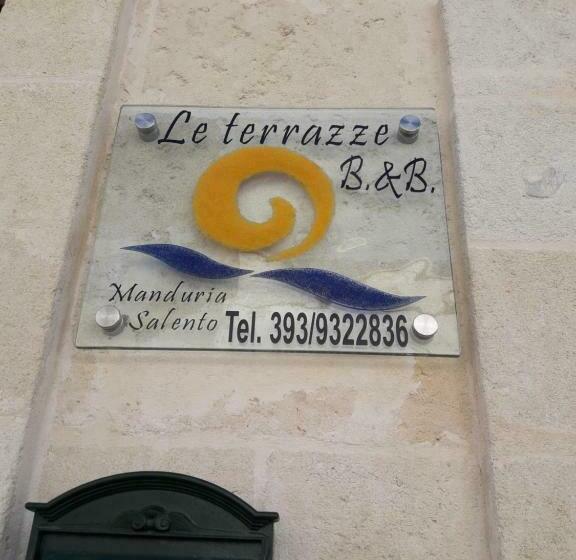 Le terrazze
B.&B.
Manduria
Salento
Tel. 393/9322836